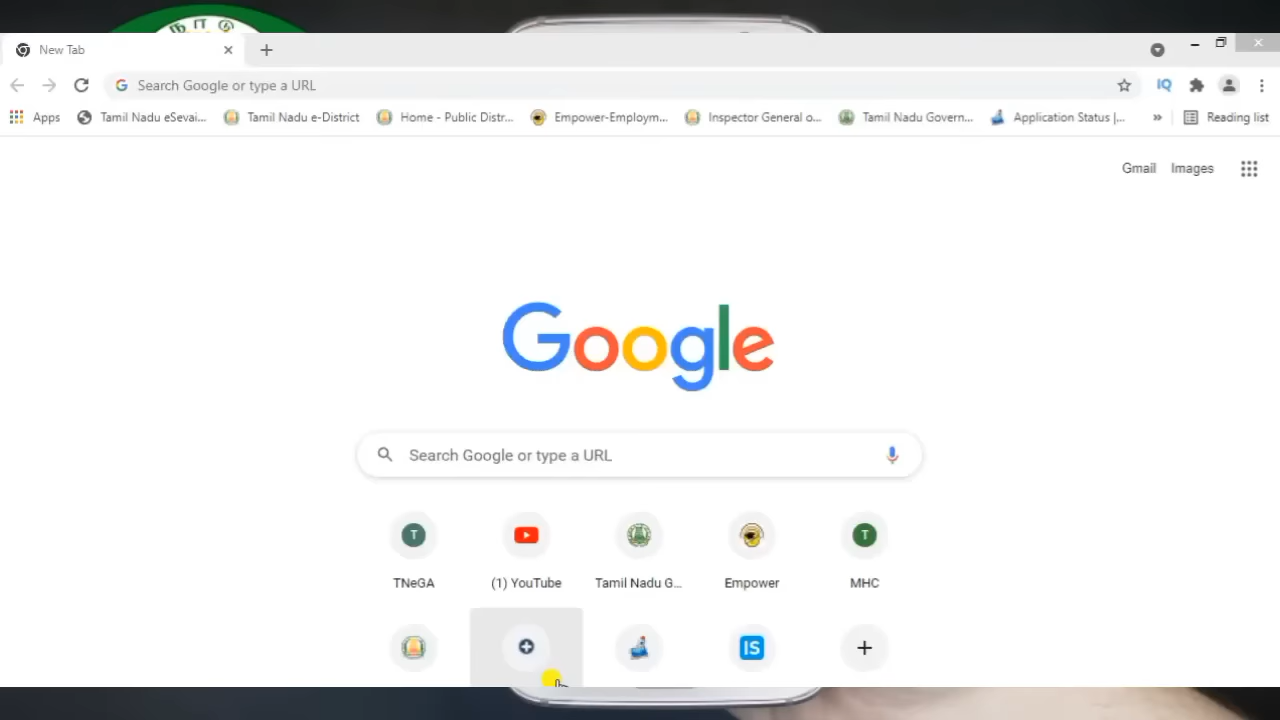 நாடு
New Tab
Search Google or type a URL
IQ
Apps Tamil Nadu eSevai... Tamil Nadu e-District Home - Public Distr... Empower-Employm... Inspector General o... Tamil Nadu Govern... Application Status |... » Reading list
Gmail Images
Google
Search Google or type a URL
T T
TNeGA (1) YouTube Tamil Nadu G... Empower MHC
IS